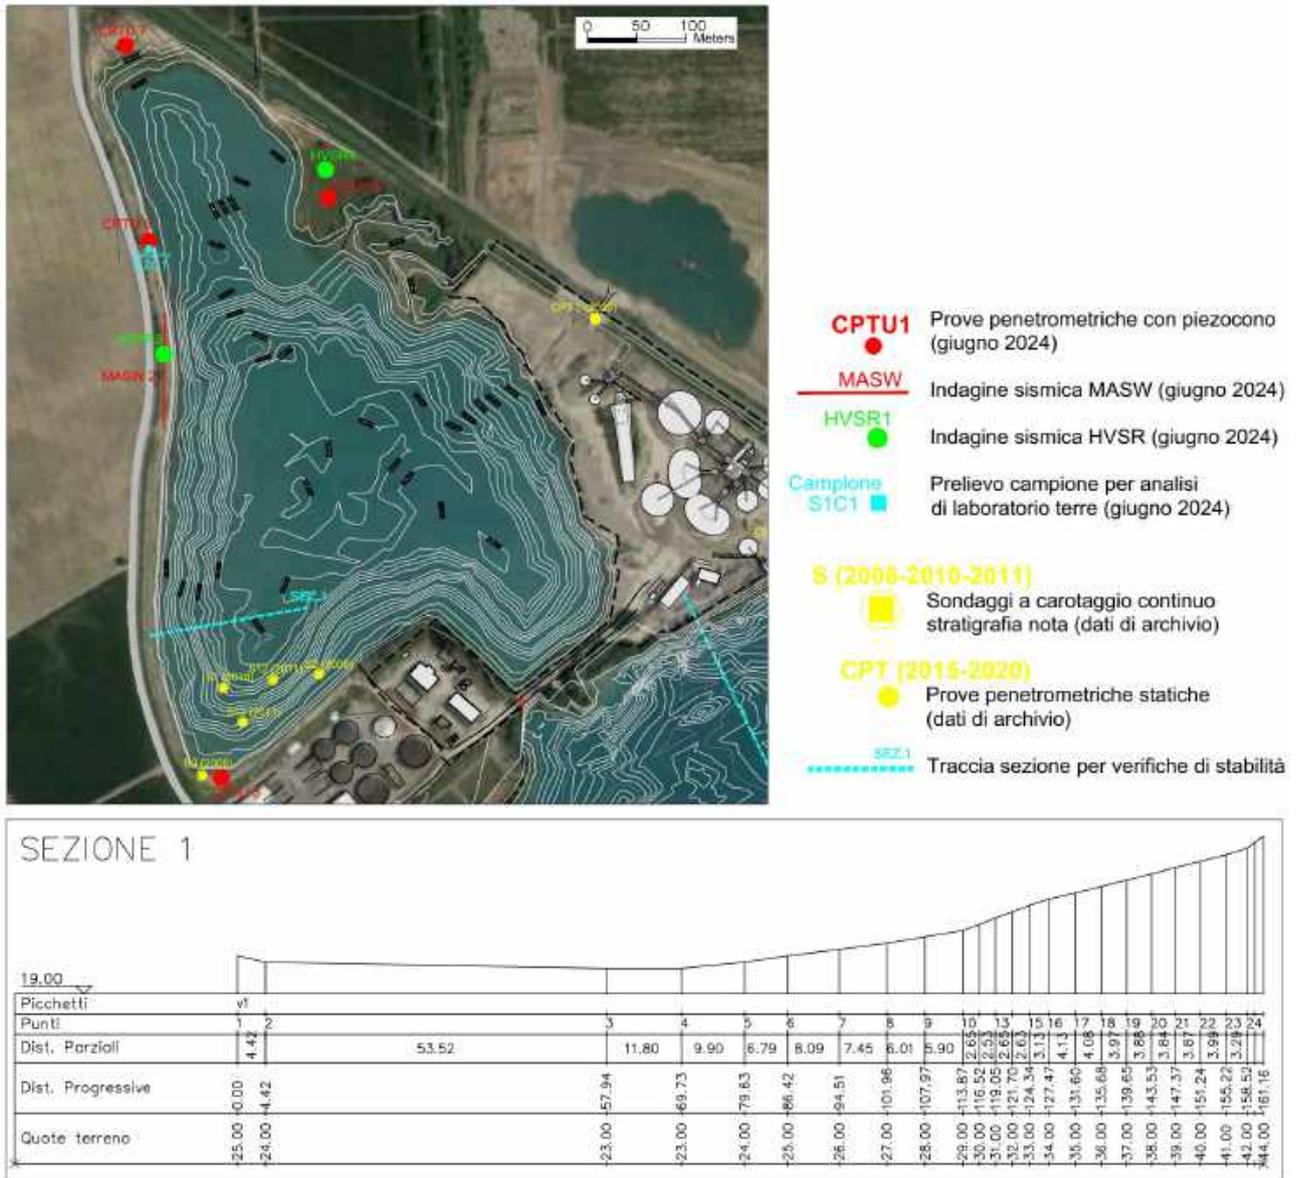 0 50 100
Meters
MASW 2
SEZ.1
CPTU1
Prove penetrometriche con piezocono
(giugno 2024)
MASW
Indagine sismica MASW (giugno 2024)
HVSR1
Indagine sismica HVSR (giugno 2024)
Campione
S1C1
Prelievo campione per analisi
di laboratorio terre (giugno 2024)
S (2008-2010-2011)
Sondaggi a carotaggio continuo
stratigrafia nota (dati di archivio)
CPT (2015-2020)
Prove penetrometriche statiche
(dati di archivio)
SEZ.1
Traccia sezione per verifiche di stabilità
SEZIONE 1
19.00
Picchetti v1
Punti 1 2 3 4 5 6 7 8 9 10 13 15 16 17 18 19 20 21 22 23 24
Dist. Parziali 4.42 53.52 11.80 9.90 6.79 8.09 7.45 6.01 5.90 2.65 2.53 2.65 2.63 3.13 4.13 4.08 3.97 3.88 3.84 3.87 3.99 3.29
Dist. Progressive 0.00 4.42 57.94 69.73 79.63 86.42 94.51 101.96 107.97 113.87 116.52 119.05 121.70 124.34 127.47 131.60 135.68 139.65 143.53 147.37 151.24 155.22 158.52 161.16
Quote terreno 25.00 24.00 23.00 23.00 24.00 25.00 26.00 27.00 28.00 29.00 30.00 31.00 32.00 33.00 34.00 35.00 36.00 37.00 38.00 39.00 40.00 41.00 42.00 44.00